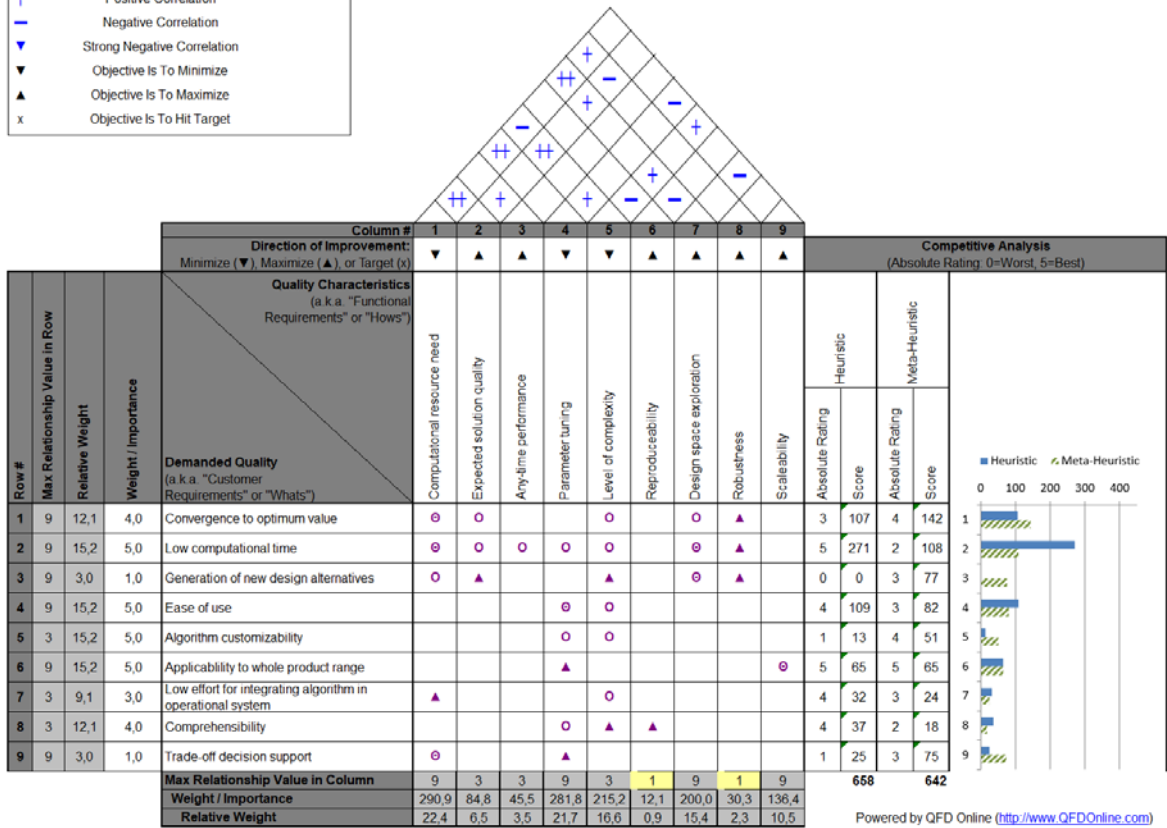 Positive Correlation
Negative Correlation
Strong Negative Correlation
▼ Objective Is To Minimize
▲ Objective Is To Maximize
x Objective Is To Hit Target
Column # 1 2 3 4 5 6 7 8 9
Direction of Improvement:
Minimize (▼), Maximize (▲), or Target (x) ▼ ▲ ▲ ▼ ▼ ▲ ▲ ▲ ▲
Competitive Analysis
(Absolute Rating: 0=Worst, 5=Best)
Row #
Max Relationship Value in Row
Relative Weight
Weight / Importance
Quality Characteristics
(a.k.a. "Functional
Requirements" or "Hows")
Demanded Quality
(a.k.a. "Customer
Requirements" or "Whats")
Computatonal resource need
Expected solution quality
Any-time performance
Parameter tuning
Level of complexity
Reproduceability
Design space exploration
Robustness
Scaleability
Heuristic
Meta-Heuristic
Absolute Rating
Score
Absolute Rating
Score
Heuristic Meta-Heuristic
0 100 200 300 400
1 9 12,1 4,0 Convergence to optimum value Θ Ο Ο Ο ▲ 3 107 4 142 1
2 9 15,2 5,0 Low computational time Θ Ο Ο Ο Ο Θ ▲ 5 271 2 108 2
3 9 3,0 1,0 Generation of new design alternatives Ο ▲ ▲ Θ ▲ 0 0 3 77 3
4 9 15,2 5,0 Ease of use Θ Ο 4 109 3 82 4
5 3 15,2 5,0 Algorithm customizability Ο Ο 1 13 4 51 5
6 9 15,2 5,0 Applicablility to whole product range ▲ Θ 5 65 5 65 6
7 3 9,1 3,0 Low effort for integrating algorithm in
operational system ▲ Ο 4 32 3 24 7
8 3 12,1 4,0 Comprehensibility Ο ▲ ▲ 4 37 2 18 8
9 9 3,0 1,0 Trade-off decision support Θ ▲ 1 25 3 75 9
Max Relationship Value in Column 9 3 3 9 3 1 9 1 9 658 642
Weight / Importance 290,9 84,8 45,5 281,8 215,2 12,1 200,0 30,3 136,4
Relative Weight 22,4 6,5 3,5 21,7 16,6 0,9 15,4 2,3 10,5
Powered by QFD Online (http://www.QFDOnline.com)